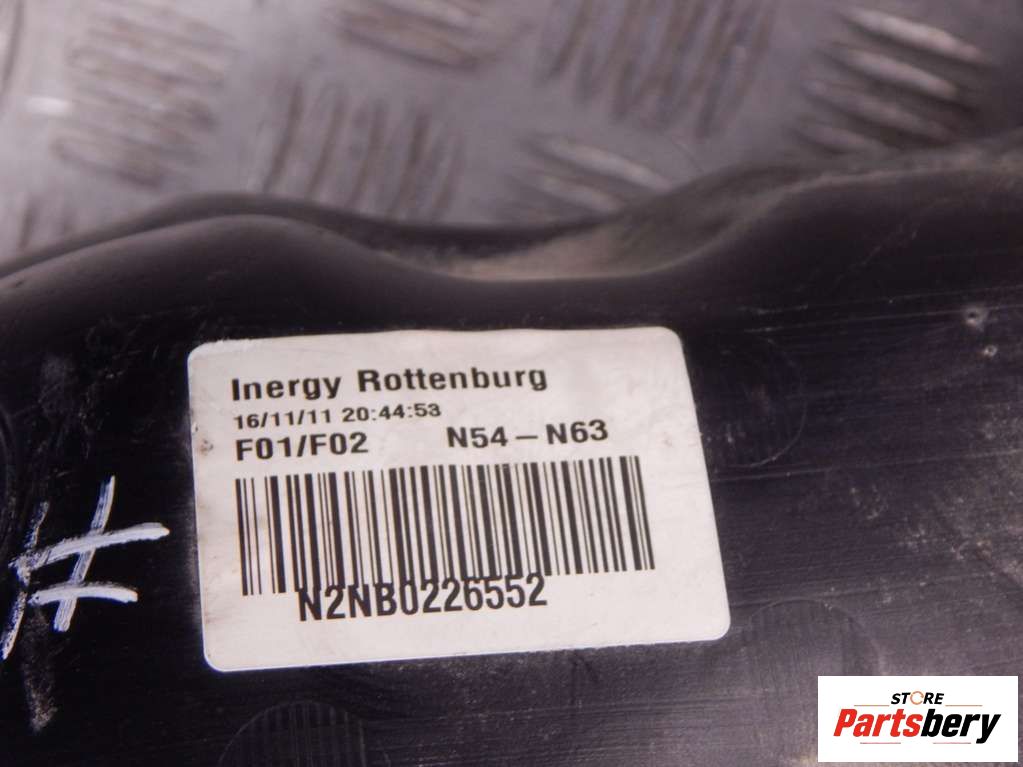 Inergy Rottenburg
16/11/11 20:44:53
F01/F02 N54-N63
N2NB0226552
#
STORE
Partsbery